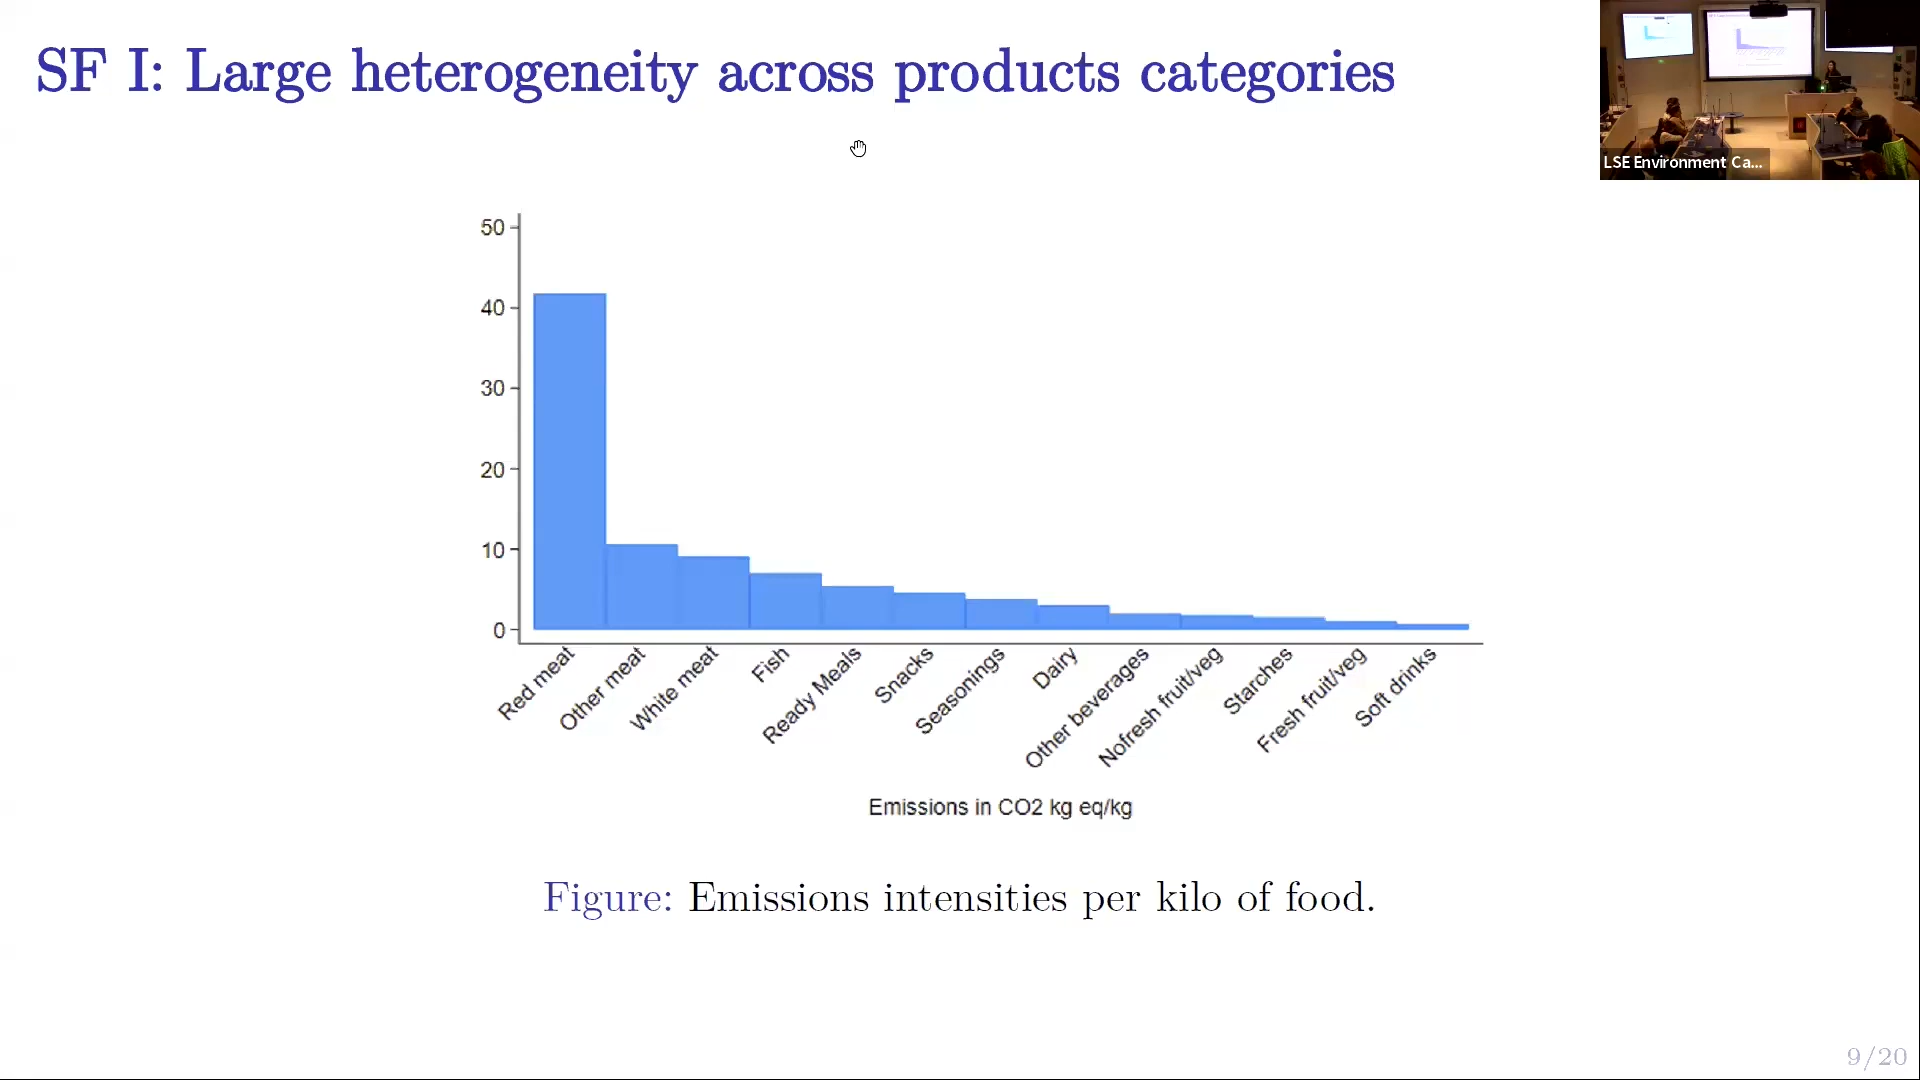 SF I: Large heterogeneity across products categories
LSE Environment Ca...
50
40
30
20
10
0
Red meat
Other meat
White meat
Fish
Ready Meals
Snacks
Seasonings
Dairy
Other beverages
Nofresh fruit/veg
Starches
Fresh fruit/veg
Soft drinks
Emissions in CO2 kg eq/kg
Figure: Emissions intensities per kilo of food.
9/20